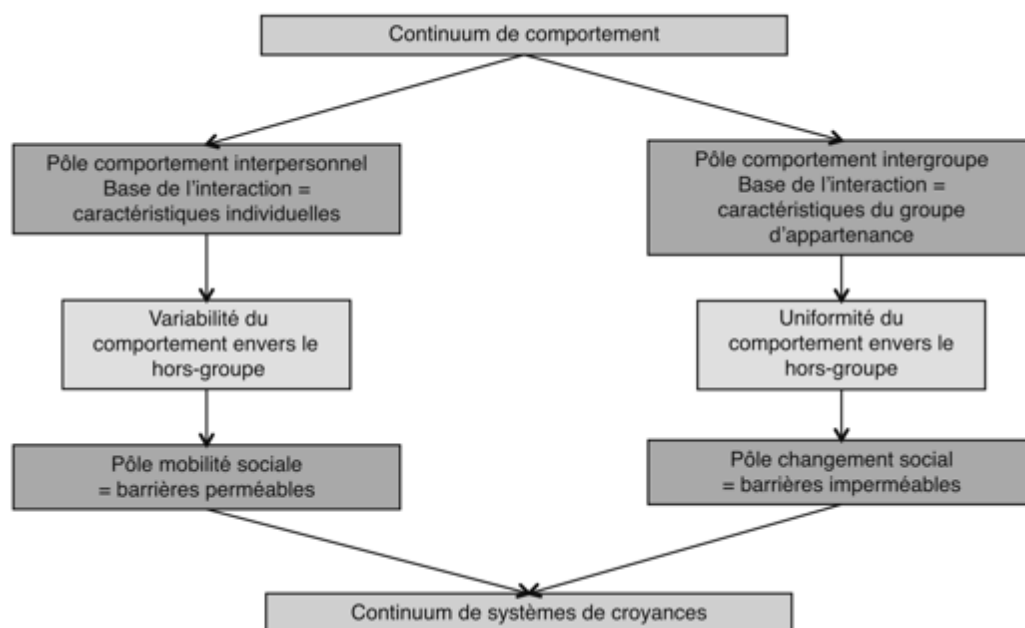 Continuum de comportement
Pôle comportement interpersonnel
Base de l'interaction =
caractéristiques individuelles
Pôle comportement intergroupe
Base de l'interaction =
caractéristiques du groupe
d'appartenance
Variabilité du
comportement envers le
hors-groupe
Uniformité du
comportement envers le
hors-groupe
Pôle mobilité sociale
= barrières perméables
Pôle changement social
= barrières imperméables
Continuum de systèmes de croyances